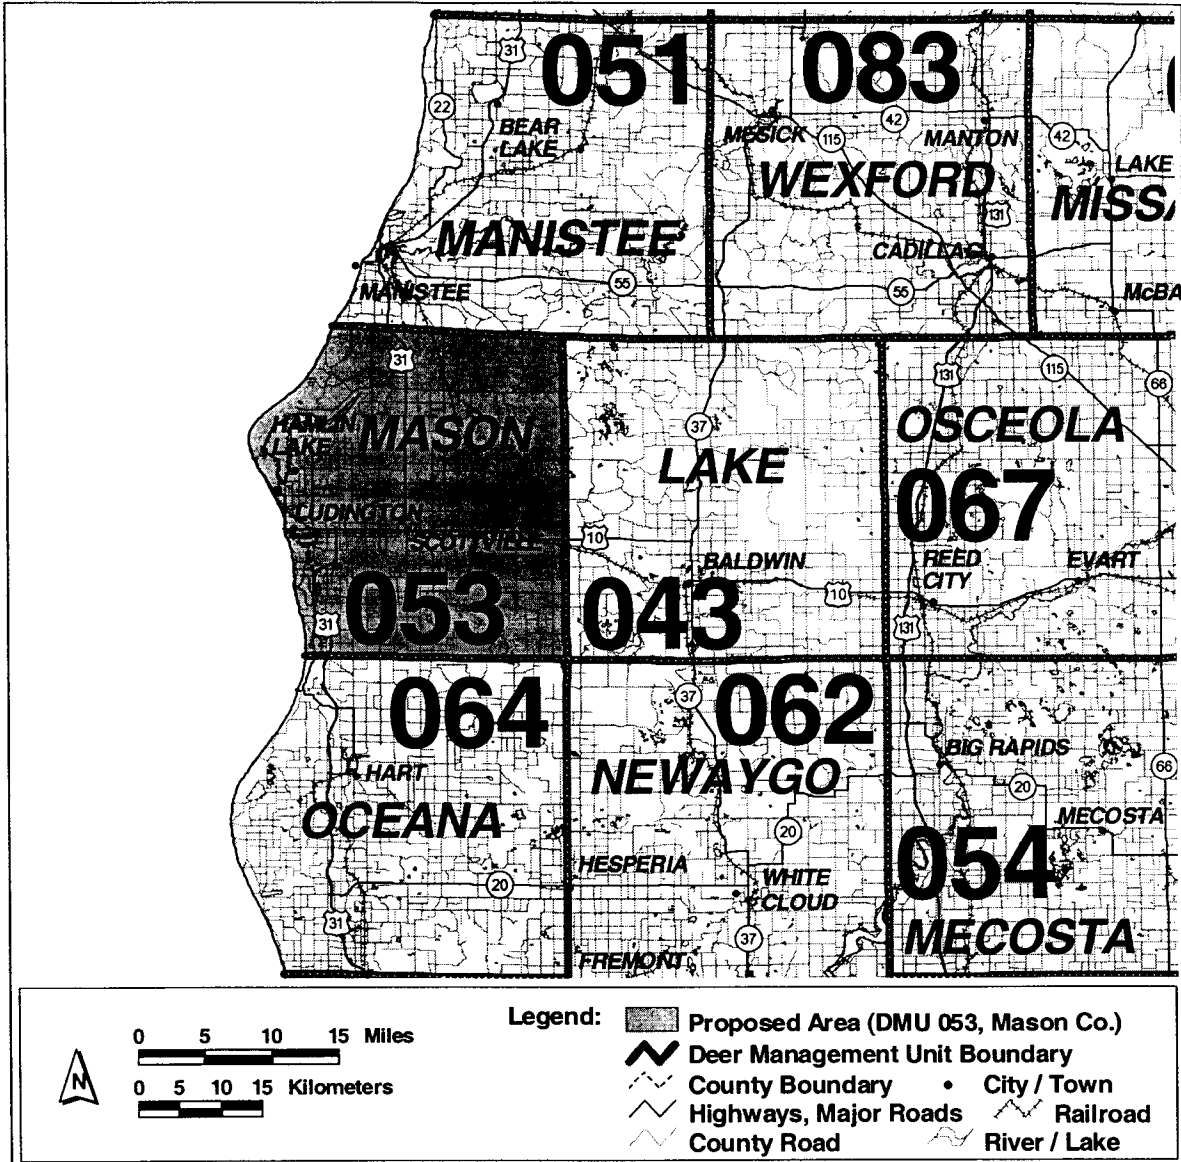 31
051
083
22
BEAR
LAKE
MESICK
115
42
MANTON
42
LAKE
WEXFORD
MISSA
131
MANISTEE
CADILLAC
MANISTEE
55
55
McBA
31
131
115
66
HAMLIN
LAKE
MASON
37
OSCEOLA
LAKE
067
LUDINGTON
SCOTTVILLE
10
BALDWIN
REED
CITY
EVART
053
043
10
31
131
064
37
062
HART
NEWAYGO
BIG RAPIDS
66
20
OCEANA
20
MECOSTA
054
HESPERIA
20
WHITE
CLOUD
31
37
MECOSTA
FREMONT
Legend:
Proposed Area (DMU 053, Mason Co.)
Deer Management Unit Boundary
County Boundary
City / Town
Highways, Major Roads
Railroad
County Road
River / Lake
N
0 5 10 15 Miles
0 5 10 15 Kilometers